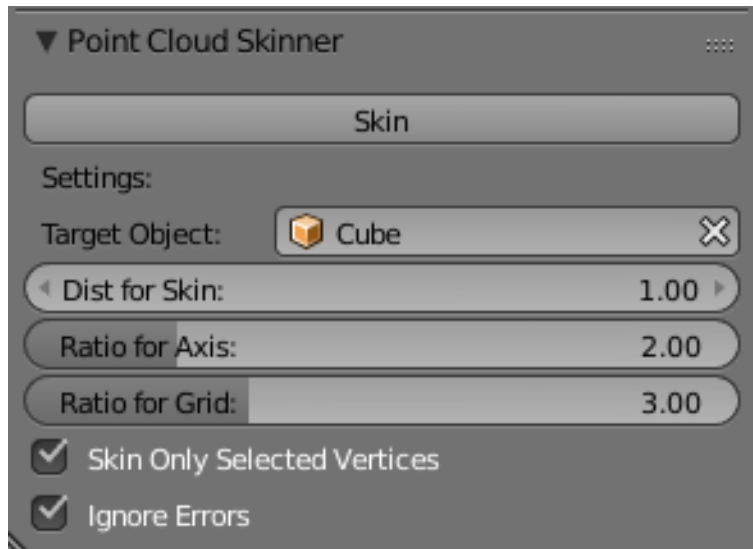 Point Cloud Skinner
Skin
Settings:
Target Object: Cube
Dist for Skin: 1.00
Ratio for Axis: 2.00
Ratio for Grid: 3.00
Skin Only Selected Vertices
Ignore Errors